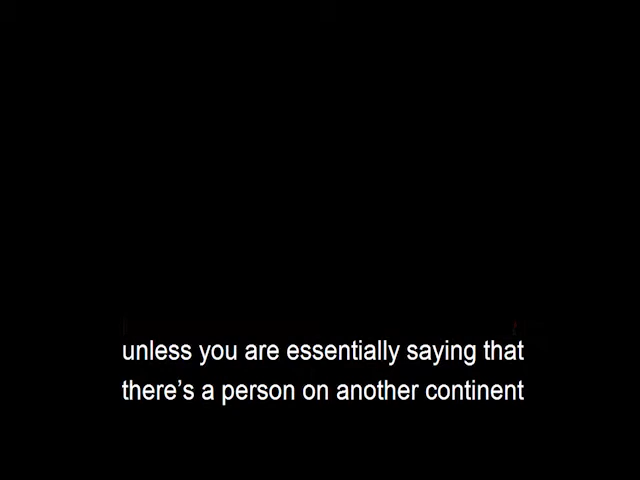 unless you are essentially saying that
there’s a person on another continent